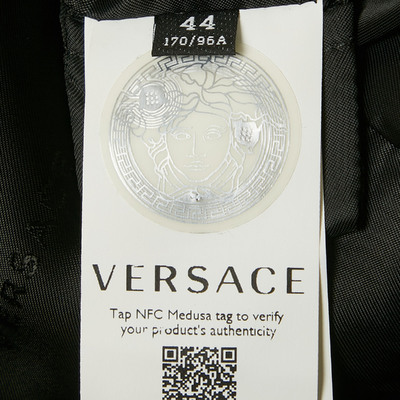 44
170/96A
VERSACE
Tap NFC Medusa tag to verify
your product's authenticity